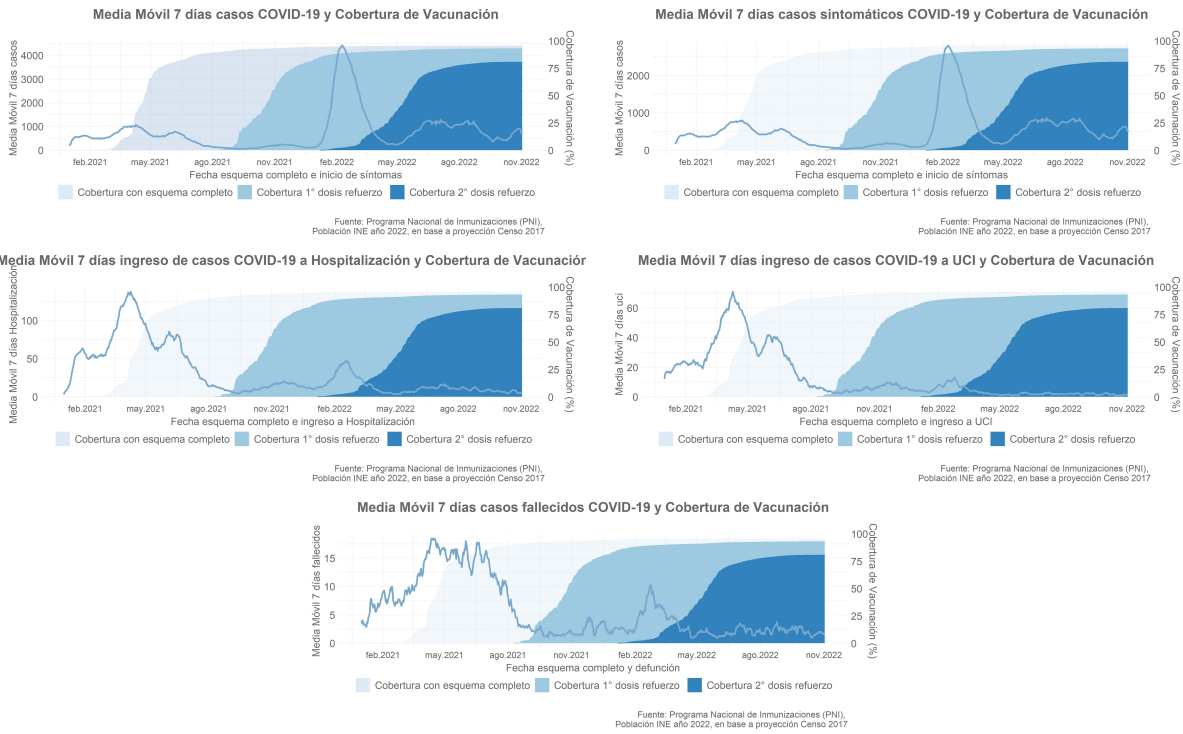 Media Móvil 7 días casos COVID-19 y Cobertura de Vacunación
Media Móvil 7 días casos
4000
3000
2000
1000
0
100
75
50
25
0
Cobertura de Vacunación (%)
feb.2021 may.2021 ago.2021 nov.2021 feb.2022 may.2022 ago.2022 nov.2022
Fecha esquema completo e inicio de síntomas
Cobertura con esquema completo Cobertura 1° dosis refuerzo Cobertura 2° dosis refuerzo
Fuente: Programa Nacional de Inmunizaciones (PNI),
Población INE año 2022, en base a proyección Censo 2017
Media Móvil 7 días casos sintomáticos COVID-19 y Cobertura de Vacunación
Media Móvil 7 días casos
2000
1000
0
100
75
50
25
0
Cobertura de Vacunación (%)
feb.2021 may.2021 ago.2021 nov.2021 feb.2022 may.2022 ago.2022 nov.2022
Fecha esquema completo e inicio de síntomas
Cobertura con esquema completo Cobertura 1° dosis refuerzo Cobertura 2° dosis refuerzo
Fuente: Programa Nacional de Inmunizaciones (PNI),
Población INE año 2022, en base a proyección Censo 2017
Media Móvil 7 días ingreso de casos COVID-19 a Hospitalización y Cobertura de Vacunaciór
Media Móvil 7 días Hospitalización
100
50
0
100
75
50
25
0
Cobertura de Vacunación (%)
feb.2021 may.2021 ago.2021 nov.2021 feb.2022 may.2022 ago.2022 nov.2022
Fecha esquema completo e ingreso a Hospitalización
Cobertura con esquema completo Cobertura 1° dosis refuerzo Cobertura 2° dosis refuerzo
Fuente: Programa Nacional de Inmunizaciones (PNI),
Población INE año 2022, en base a proyección Censo 2017
Media Móvil 7 días ingreso de casos COVID-19 a UCI y Cobertura de Vacunación
Media Móvil 7 días uci
60
40
20
0
100
75
50
25
0
Cobertura de Vacunación (%)
feb.2021 may.2021 ago.2021 nov.2021 feb.2022 may.2022 ago.2022 nov.2022
Fecha esquema completo e ingreso a UCI
Cobertura con esquema completo Cobertura 1° dosis refuerzo Cobertura 2° dosis refuerzo
Fuente: Programa Nacional de Inmunizaciones (PNI),
Población INE año 2022, en base a proyección Censo 2017
Media Móvil 7 días casos fallecidos COVID-19 y Cobertura de Vacunación
Media Móvil 7 días fallecidos
15
10
5
0
100
75
50
25
0
Cobertura de Vacunación (%)
feb.2021 may.2021 ago.2021 nov.2021 feb.2022 may.2022 ago.2022 nov.2022
Fecha esquema completo y defunción
Cobertura con esquema completo Cobertura 1° dosis refuerzo Cobertura 2° dosis refuerzo
Fuente: Programa Nacional de Inmunizaciones (PNI),
Población INE año 2022, en base a proyección Censo 2017